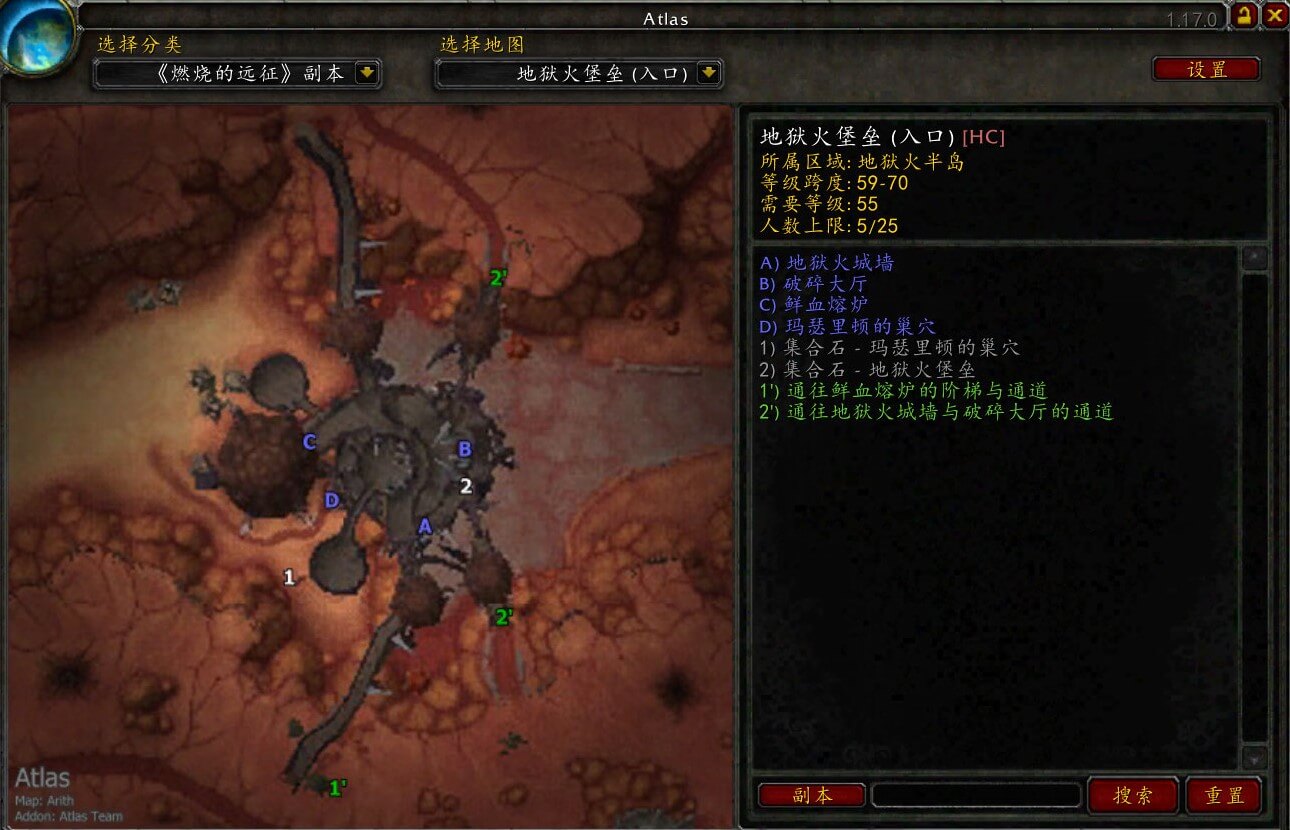 Atlas
1.17.0
选择分类
选择地图
《燃烧的远征》副本
地狱火堡垒 (入口)
设置
地狱火堡垒 (入口) [HC]
所属区域: 地狱火半岛
等级跨度: 59-70
需要等级: 55
人数上限: 5/25
A) 地狱火城墙
B) 破碎大厅
C) 鲜血熔炉
D) 玛瑟里顿的巢穴
1) 集合石 - 玛瑟里顿的巢穴
2) 集合石 - 地狱火堡垒
1') 通往鲜血熔炉的阶梯与通道
2') 通往地狱火城墙与破碎大厅的通道
2'
C
B
2
D
A
1
2'
1'
Atlas
Map: Arith
Addon: Atlas Team
副本
搜索
重置